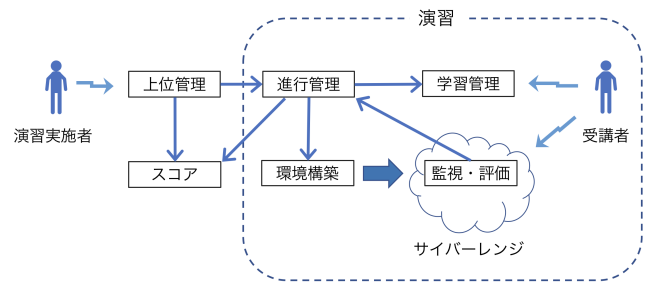 演習
上位管理
進行管理
学習管理
演習実施者
受講者
スコア
環境構築
監視・評価
サイバーレンジ